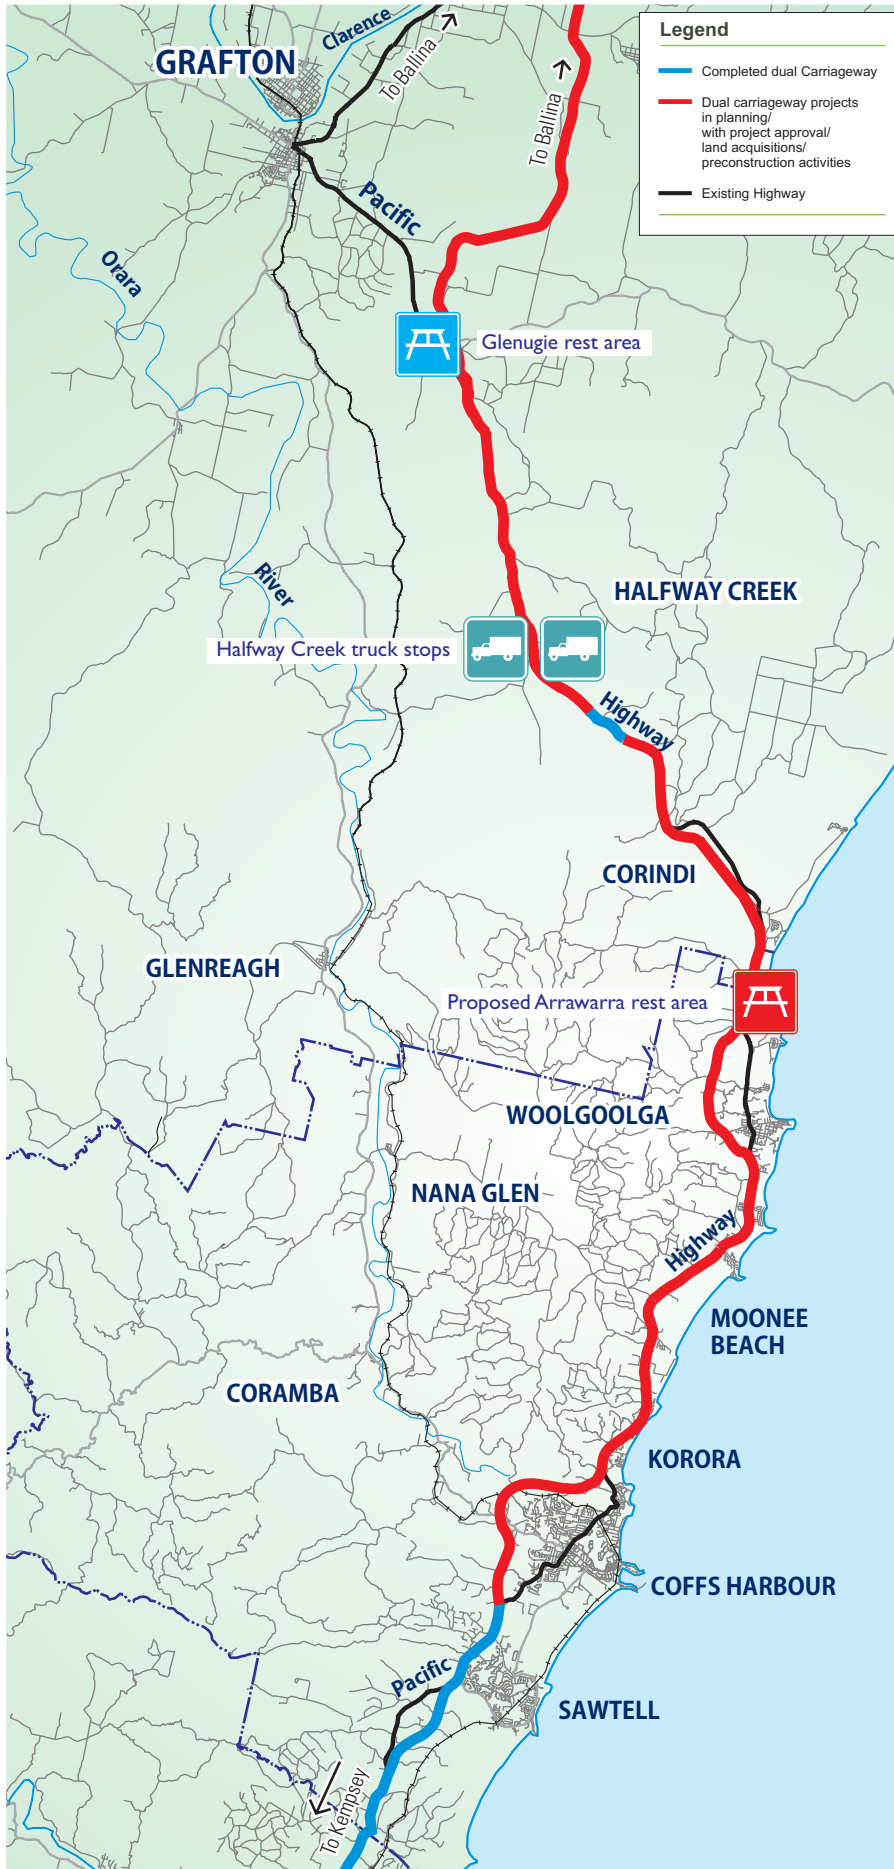 Legend
Completed dual Carriageway
Dual carriageway projects
in planning/
with project approval/
land acquisitions/
preconstruction activities
Existing Highway
Clarence
GRAFTON
To Ballina
To Ballina
Pacific
Orara
Glenugie rest area
River
HALFWAY CREEK
Halfway Creek truck stops
Highway
CORINDI
GLENREAGH
Proposed Arrawarra rest area
WOOLGOOLGA
NANA GLEN
Highway
MOONEE
BEACH
CORAMBA
KORORA
COFFS HARBOUR
Pacific
SAWTELL
To Kempsey